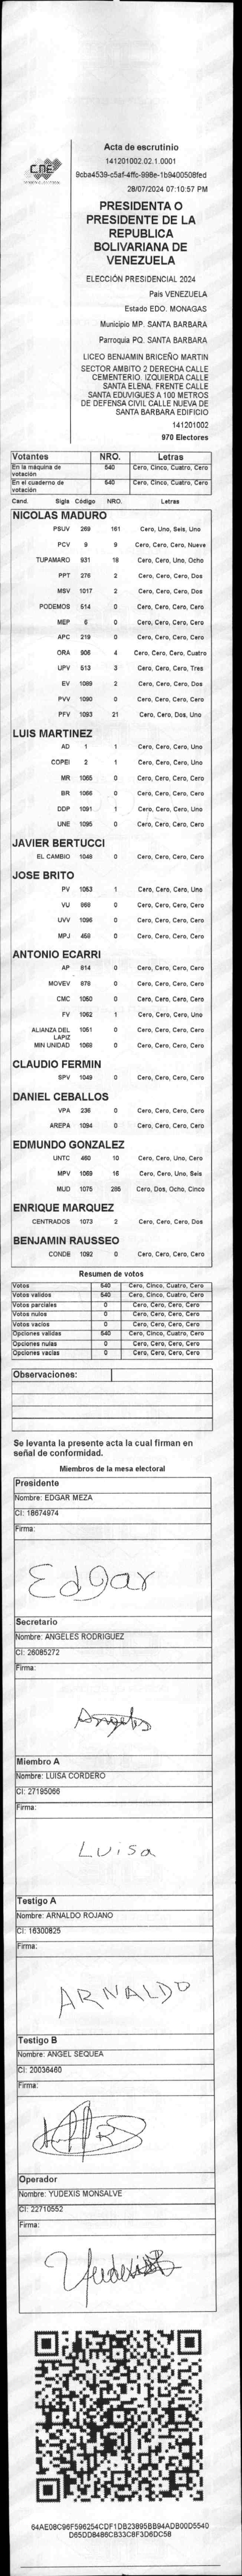 CNE
Acta de escrutinio
141201002.02.1.0001
9cba4539-c5af-4ffc-998e-1b9400508fed
28/07/2024 07:10:57 PM
PRESIDENTA O
PRESIDENTE DE LA
REPUBLICA
BOLIVARIANA DE
VENEZUELA
ELECCIÓN PRESIDENCIAL 2024
Pais VENEZUELA
Estado EDO. MONAGAS
Municipio MP. SANTA BARBARA
Parroquia PQ. SANTA BARBARA
LICEO BENJAMIN BRICEÑO MARTIN
SECTOR AMBITO 2 DERECHA CALLE
CEMENTERIO. IZQUIERDA CALLE
SANTA ELENA. FRENTE CALLE
SANTA EDUVIGUES A 100 METROS
DE DEFENSA CIVIL CALLE NUEVA DE
SANTA BARBARA EDIFICIO
141201002
970 Electores
Votantes NRO. Letras
En la máquina de votación 540 Cero, Cinco, Cuatro, Cero
En el cuaderno de votación 540 Cero, Cinco, Cuatro, Cero
Cand. Sigla Código NRO. Letras
NICOLAS MADURO
PSUV 269 161 Cero, Uno, Seis, Uno
PCV 9 9 Cero, Cero, Cero, Nueve
TUPAMARO 931 18 Cero, Cero, Uno, Ocho
PPT 276 2 Cero, Cero, Cero, Dos
MSV 1017 2 Cero, Cero, Cero, Dos
PODEMOS 514 0 Cero, Cero, Cero, Cero
MEP 6 0 Cero, Cero, Cero, Cero
APC 219 0 Cero, Cero, Cero, Cero
ORA 906 4 Cero, Cero, Cero, Cuatro
UPV 513 3 Cero, Cero, Cero, Tres
EV 1089 2 Cero, Cero, Cero, Dos
PVV 1090 0 Cero, Cero, Cero, Cero
PFV 1093 21 Cero, Cero, Dos, Uno
LUIS MARTINEZ
AD 1 1 Cero, Cero, Cero, Uno
COPEI 2 1 Cero, Cero, Cero, Uno
MR 1065 0 Cero, Cero, Cero, Cero
BR 1066 0 Cero, Cero, Cero, Cero
DDP 1091 1 Cero, Cero, Cero, Uno
UNE 1095 0 Cero, Cero, Cero, Cero
JAVIER BERTUCCI
EL CAMBIO 1048 0 Cero, Cero, Cero, Cero
JOSE BRITO
PV 1053 1 Cero, Cero, Cero, Uno
VU 868 0 Cero, Cero, Cero, Cero
UVV 1096 0 Cero, Cero, Cero, Cero
MPJ 458 0 Cero, Cero, Cero, Cero
ANTONIO ECARRI
AP 814 0 Cero, Cero, Cero, Cero
MOVEV 878 0 Cero, Cero, Cero, Cero
CMC 1050 0 Cero, Cero, Cero, Cero
FV 1062 1 Cero, Cero, Cero, Uno
ALIANZA DEL LAPIZ 1051 0 Cero, Cero, Cero, Cero
MIN UNIDAD 1068 0 Cero, Cero, Cero, Cero
CLAUDIO FERMIN
SPV 1049 0 Cero, Cero, Cero, Cero
DANIEL CEBALLOS
VPA 236 0 Cero, Cero, Cero, Cero
AREPA 1094 0 Cero, Cero, Cero, Cero
EDMUNDO GONZALEZ
UNTC 460 10 Cero, Cero, Uno, Cero
MPV 1069 16 Cero, Cero, Uno, Seis
MUD 1075 285 Cero, Dos, Ocho, Cinco
ENRIQUE MARQUEZ
CENTRADOS 1073 2 Cero, Cero, Cero, Dos
BENJAMIN RAUSSEO
CONDE 1092 0 Cero, Cero, Cero, Cero
Resumen de votos
Votos 540 Cero, Cinco, Cuatro, Cero
Votos validos 540 Cero, Cinco, Cuatro, Cero
Votos parciales 0 Cero, Cero, Cero, Cero
Votos nulos 0 Cero, Cero, Cero, Cero
Votos vacíos 0 Cero, Cero, Cero, Cero
Opciones validas 540 Cero, Cinco, Cuatro, Cero
Opciones nulas 0 Cero, Cero, Cero, Cero
Opciones vacias 0 Cero, Cero, Cero, Cero
Observaciones:
Se levanta la presente acta la cual firman en
señal de conformidad.
Miembros de la mesa electoral
Presidente
Nombre: EDGAR MEZA
CI: 18674974
Firma:
Edgar
Secretario
Nombre: ANGELES RODRIGUEZ
CI: 26085272
Firma:
Angeles
Miembro A
Nombre: LUISA CORDERO
CI: 27195066
Firma:
Luisa
Testigo A
Nombre: ARNALDO ROJANO
CI: 16300825
Firma:
ARNALDO
Testigo B
Nombre: ANGEL SEQUEA
CI: 20036460
Firma:
Operador
Nombre: YUDEXIS MONSALVE
CI: 22710552
Firma:
Yudexis
64AE08C96F596254CDF1DB23895BB94ADB00D5540
D65DD8486CB33C8F3D6DC58